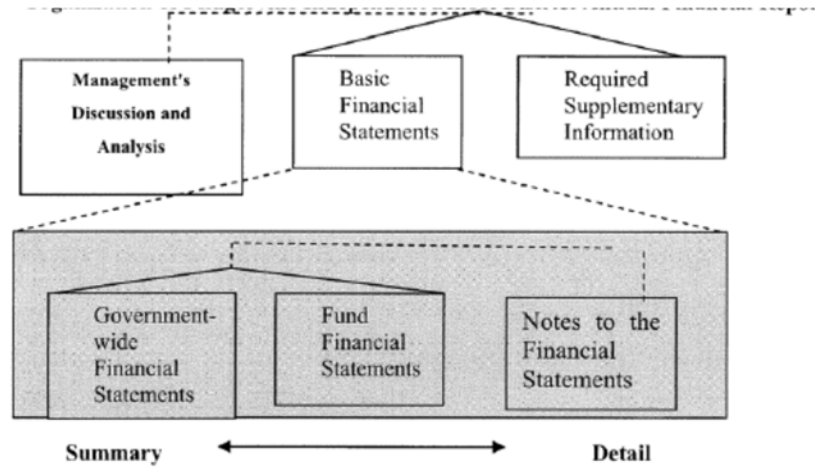 Management's
Discussion and
Analysis
Basic
Financial
Statements
Required
Supplementary
Information
Government-
wide
Financial
Statements
Fund
Financial
Statements
Notes to the
Financial
Statements
Summary
Detail